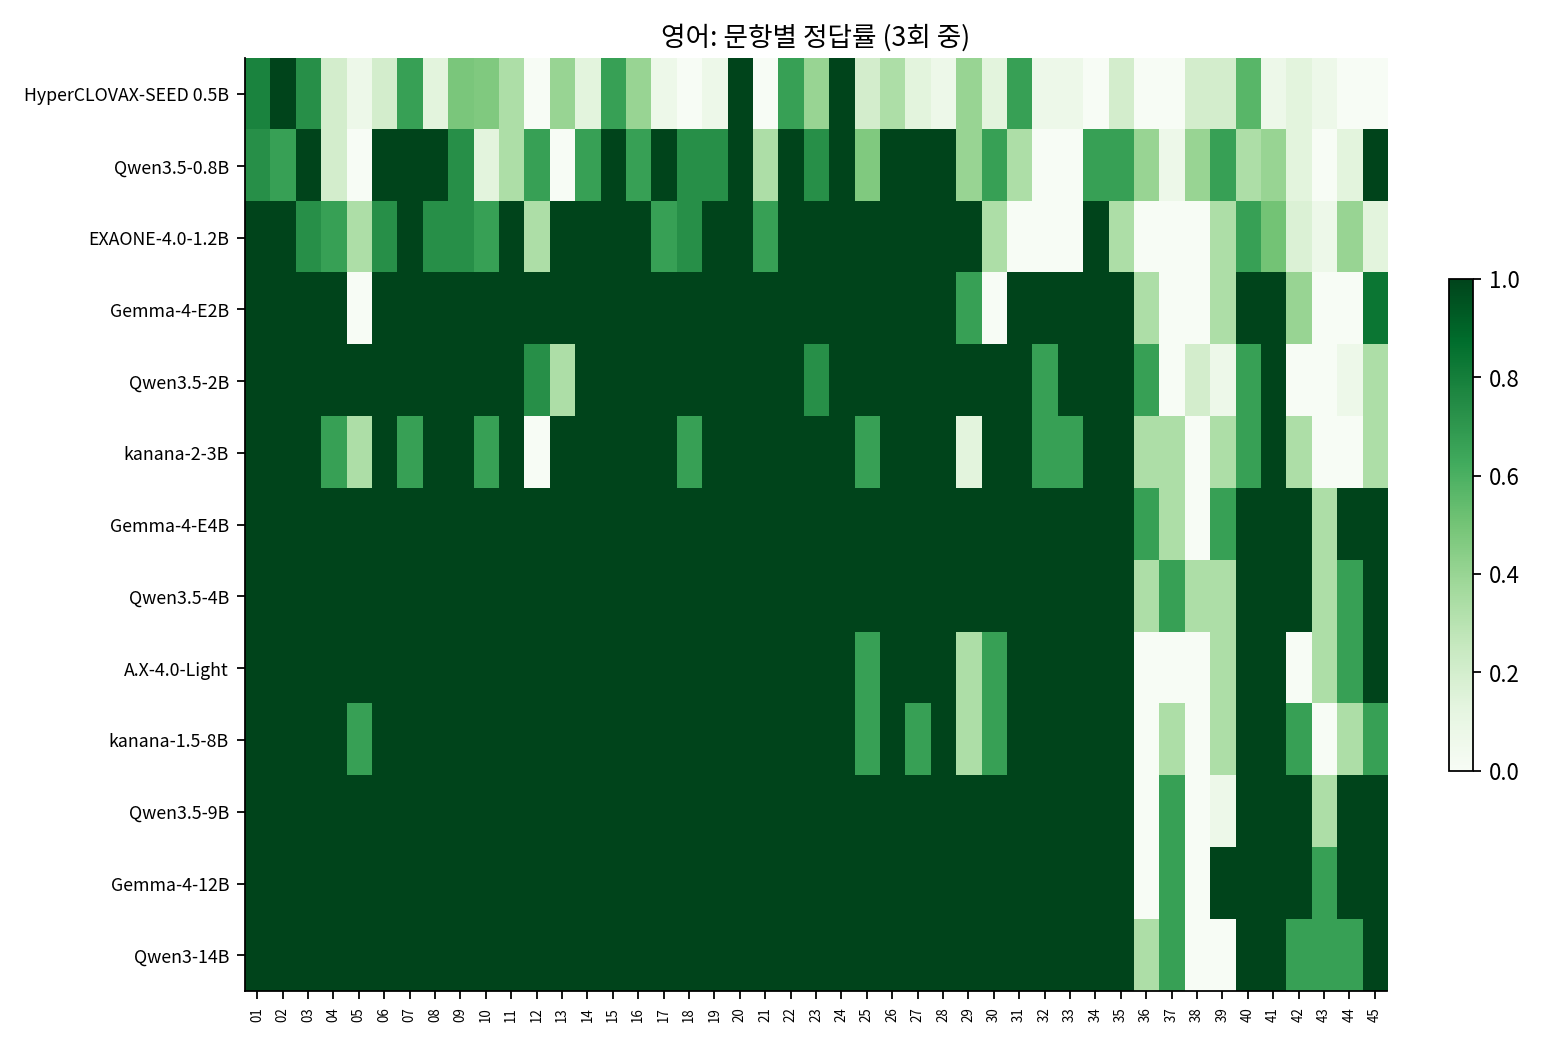 영어: 문항별 정답률 (3회 중)
HyperCLOVAX-SEED 0.5B
Qwen3.5-0.8B
EXAONE-4.0-1.2B
Gemma-4-E2B
Qwen3.5-2B
kanana-2-3B
Gemma-4-E4B
Qwen3.5-4B
A.X-4.0-Light
kanana-1.5-8B
Qwen3.5-9B
Gemma-4-12B
Qwen3-14B
01 02 03 04 05 06 07 08 09 10 11 12 13 14 15 16 17 18 19 20 21 22 23 24 25 26 27 28 29 30 31 32 33 34 35 36 37 38 39 40 41 42 43 44 45
1.0
0.8
0.6
0.4
0.2
0.0